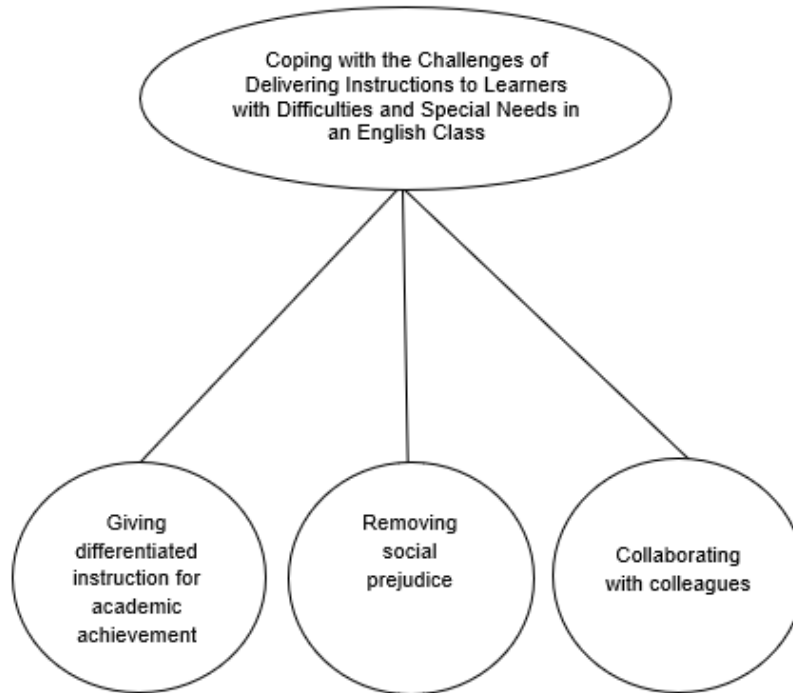 Coping with the Challenges of
Delivering Instructions to Learners
with Difficulties and Special Needs in
an English Class
Giving
differentiated
instruction for
academic
achievement
Removing
social
prejudice
Collaborating
with colleagues